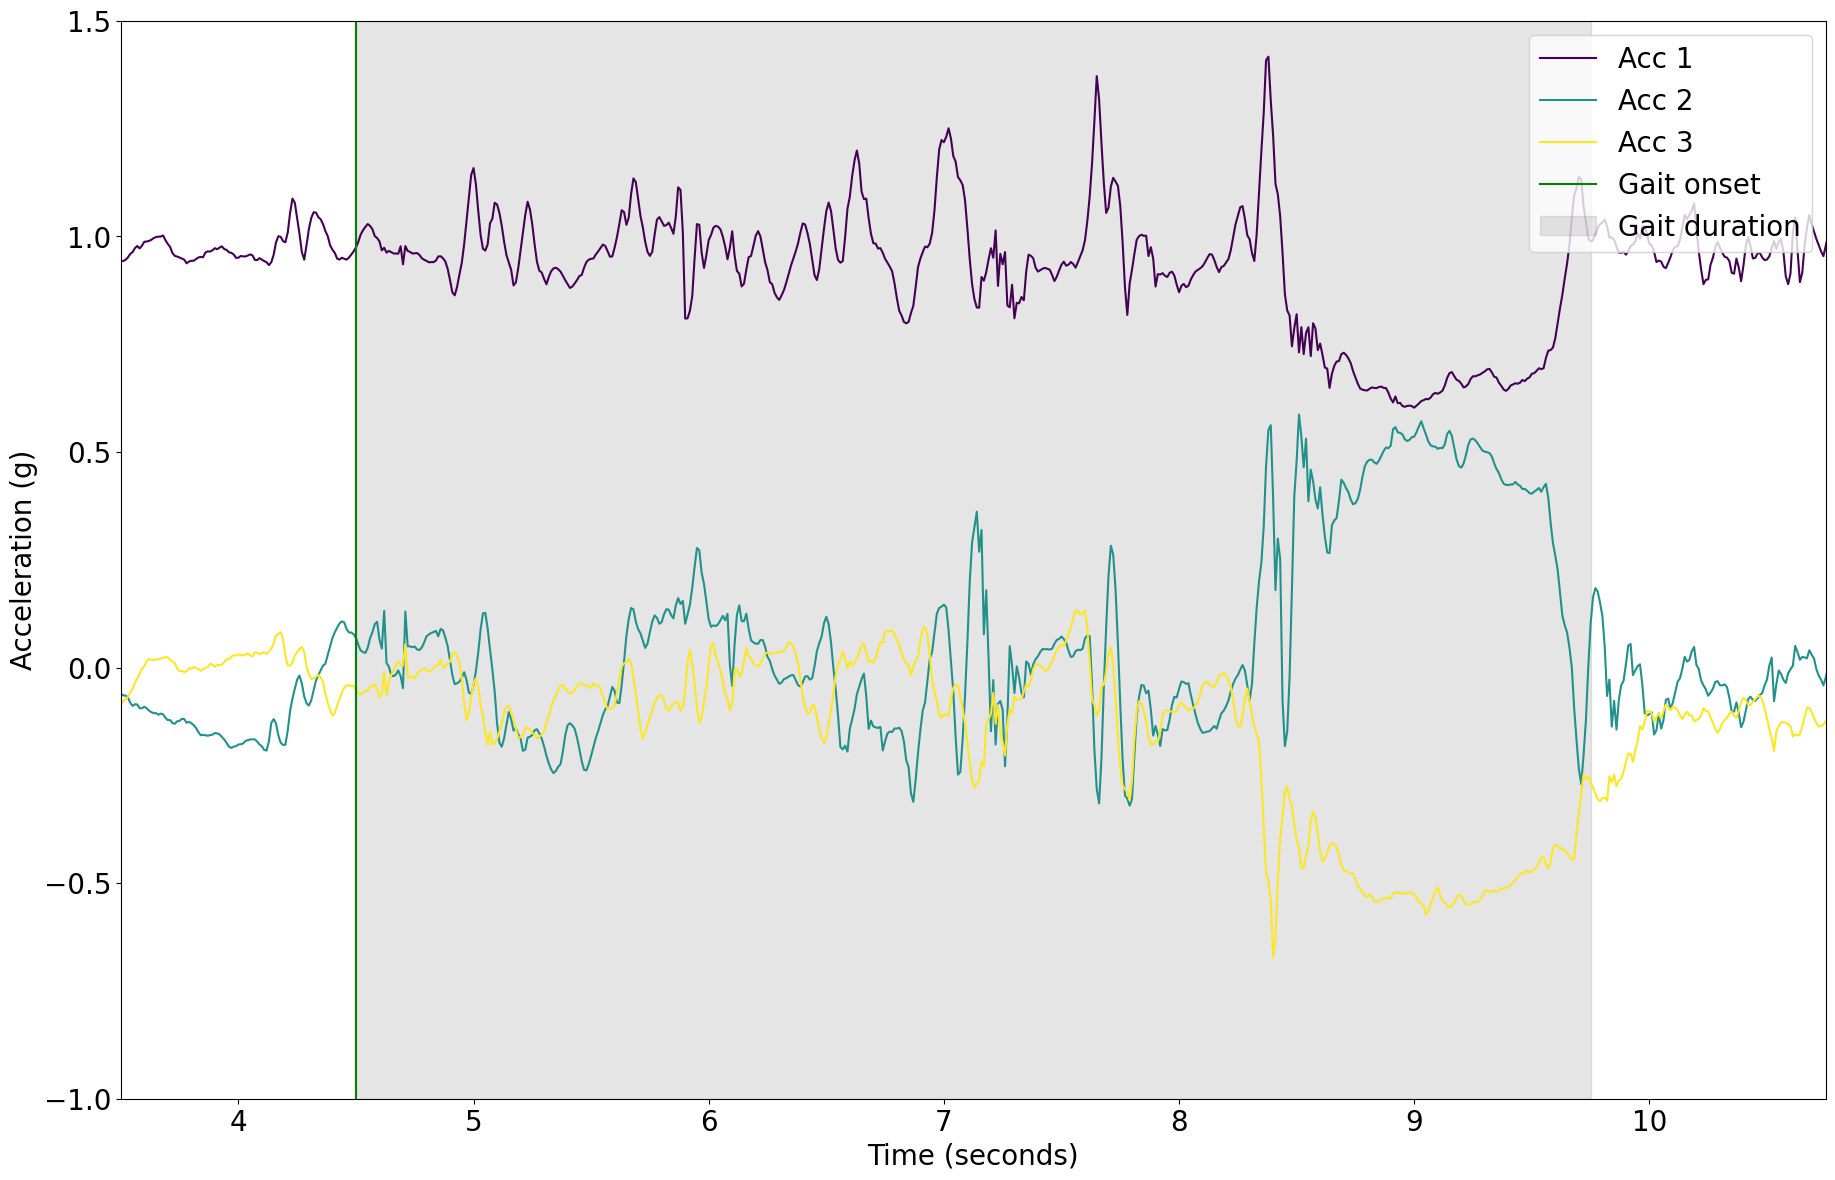 1.5
1.0
0.5
0.0
−0.5
−1.0
Acceleration (g)
Acc 1
Acc 2
Acc 3
Gait onset
Gait duration
4 5 6 7 8 9 10
Time (seconds)